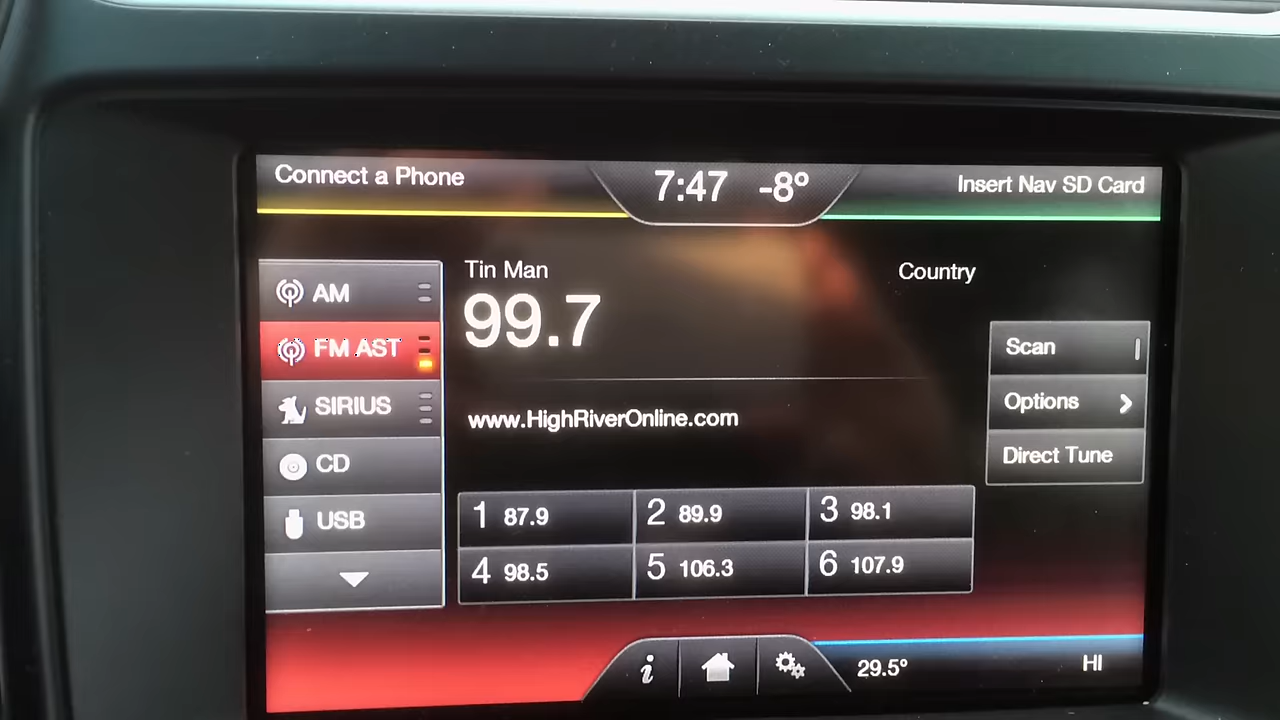 Connect a Phone
7:47 -8°
Insert Nav SD Card
AM
FM AST
SIRIUS
CD
USB
Tin Man
99.7
Country
www.HighRiverOnline.com
Scan
Options
Direct Tune
1 87.9
2 89.9
3 98.1
4 98.5
5 106.3
6 107.9
i
29.5°
HI